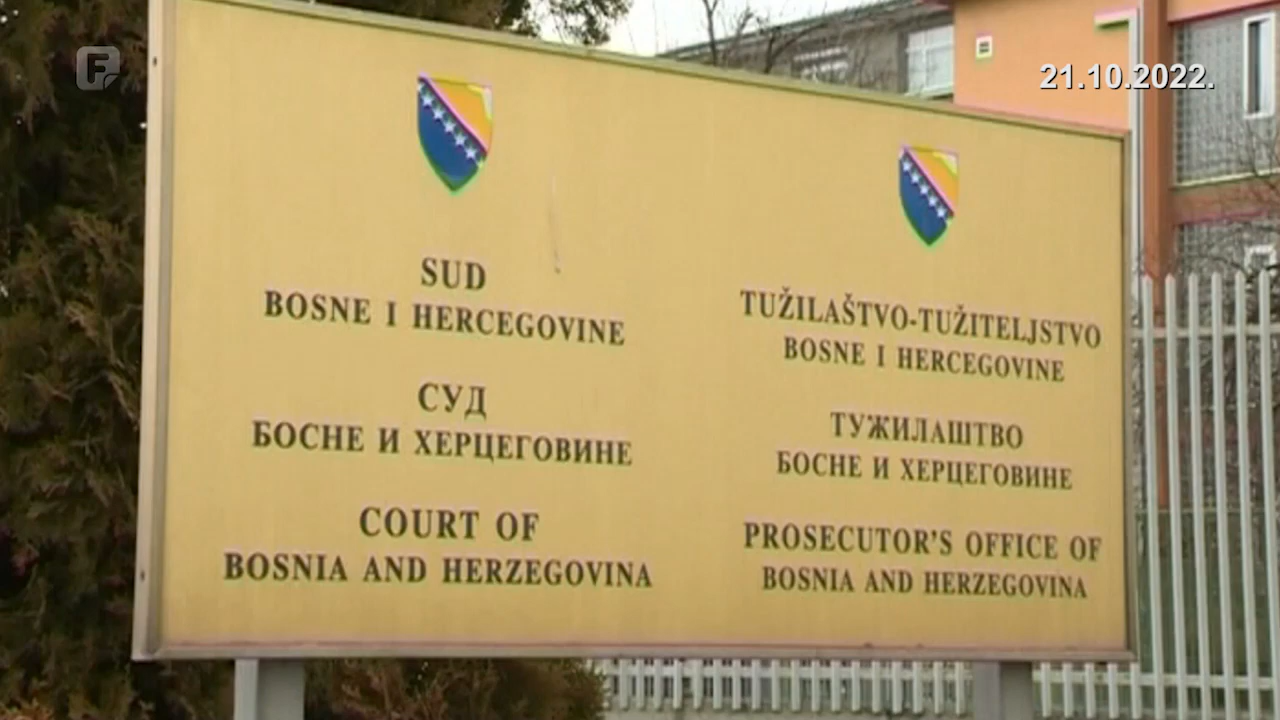 F
21.10.2022.
SUD
BOSNE I HERCEGOVINE
СУД
БОСНЕ И ХЕРЦЕГОВИНЕ
COURT OF
BOSNIA AND HERZEGOVINA
TUŽILAŠTVO-TUŽITELJSTVO
BOSNE I HERCEGOVINE
ТУЖИЛАШТВО
БОСНЕ И ХЕРЦЕГОВИНЕ
PROSECUTOR'S OFFICE OF
BOSNIA AND HERZEGOVINA